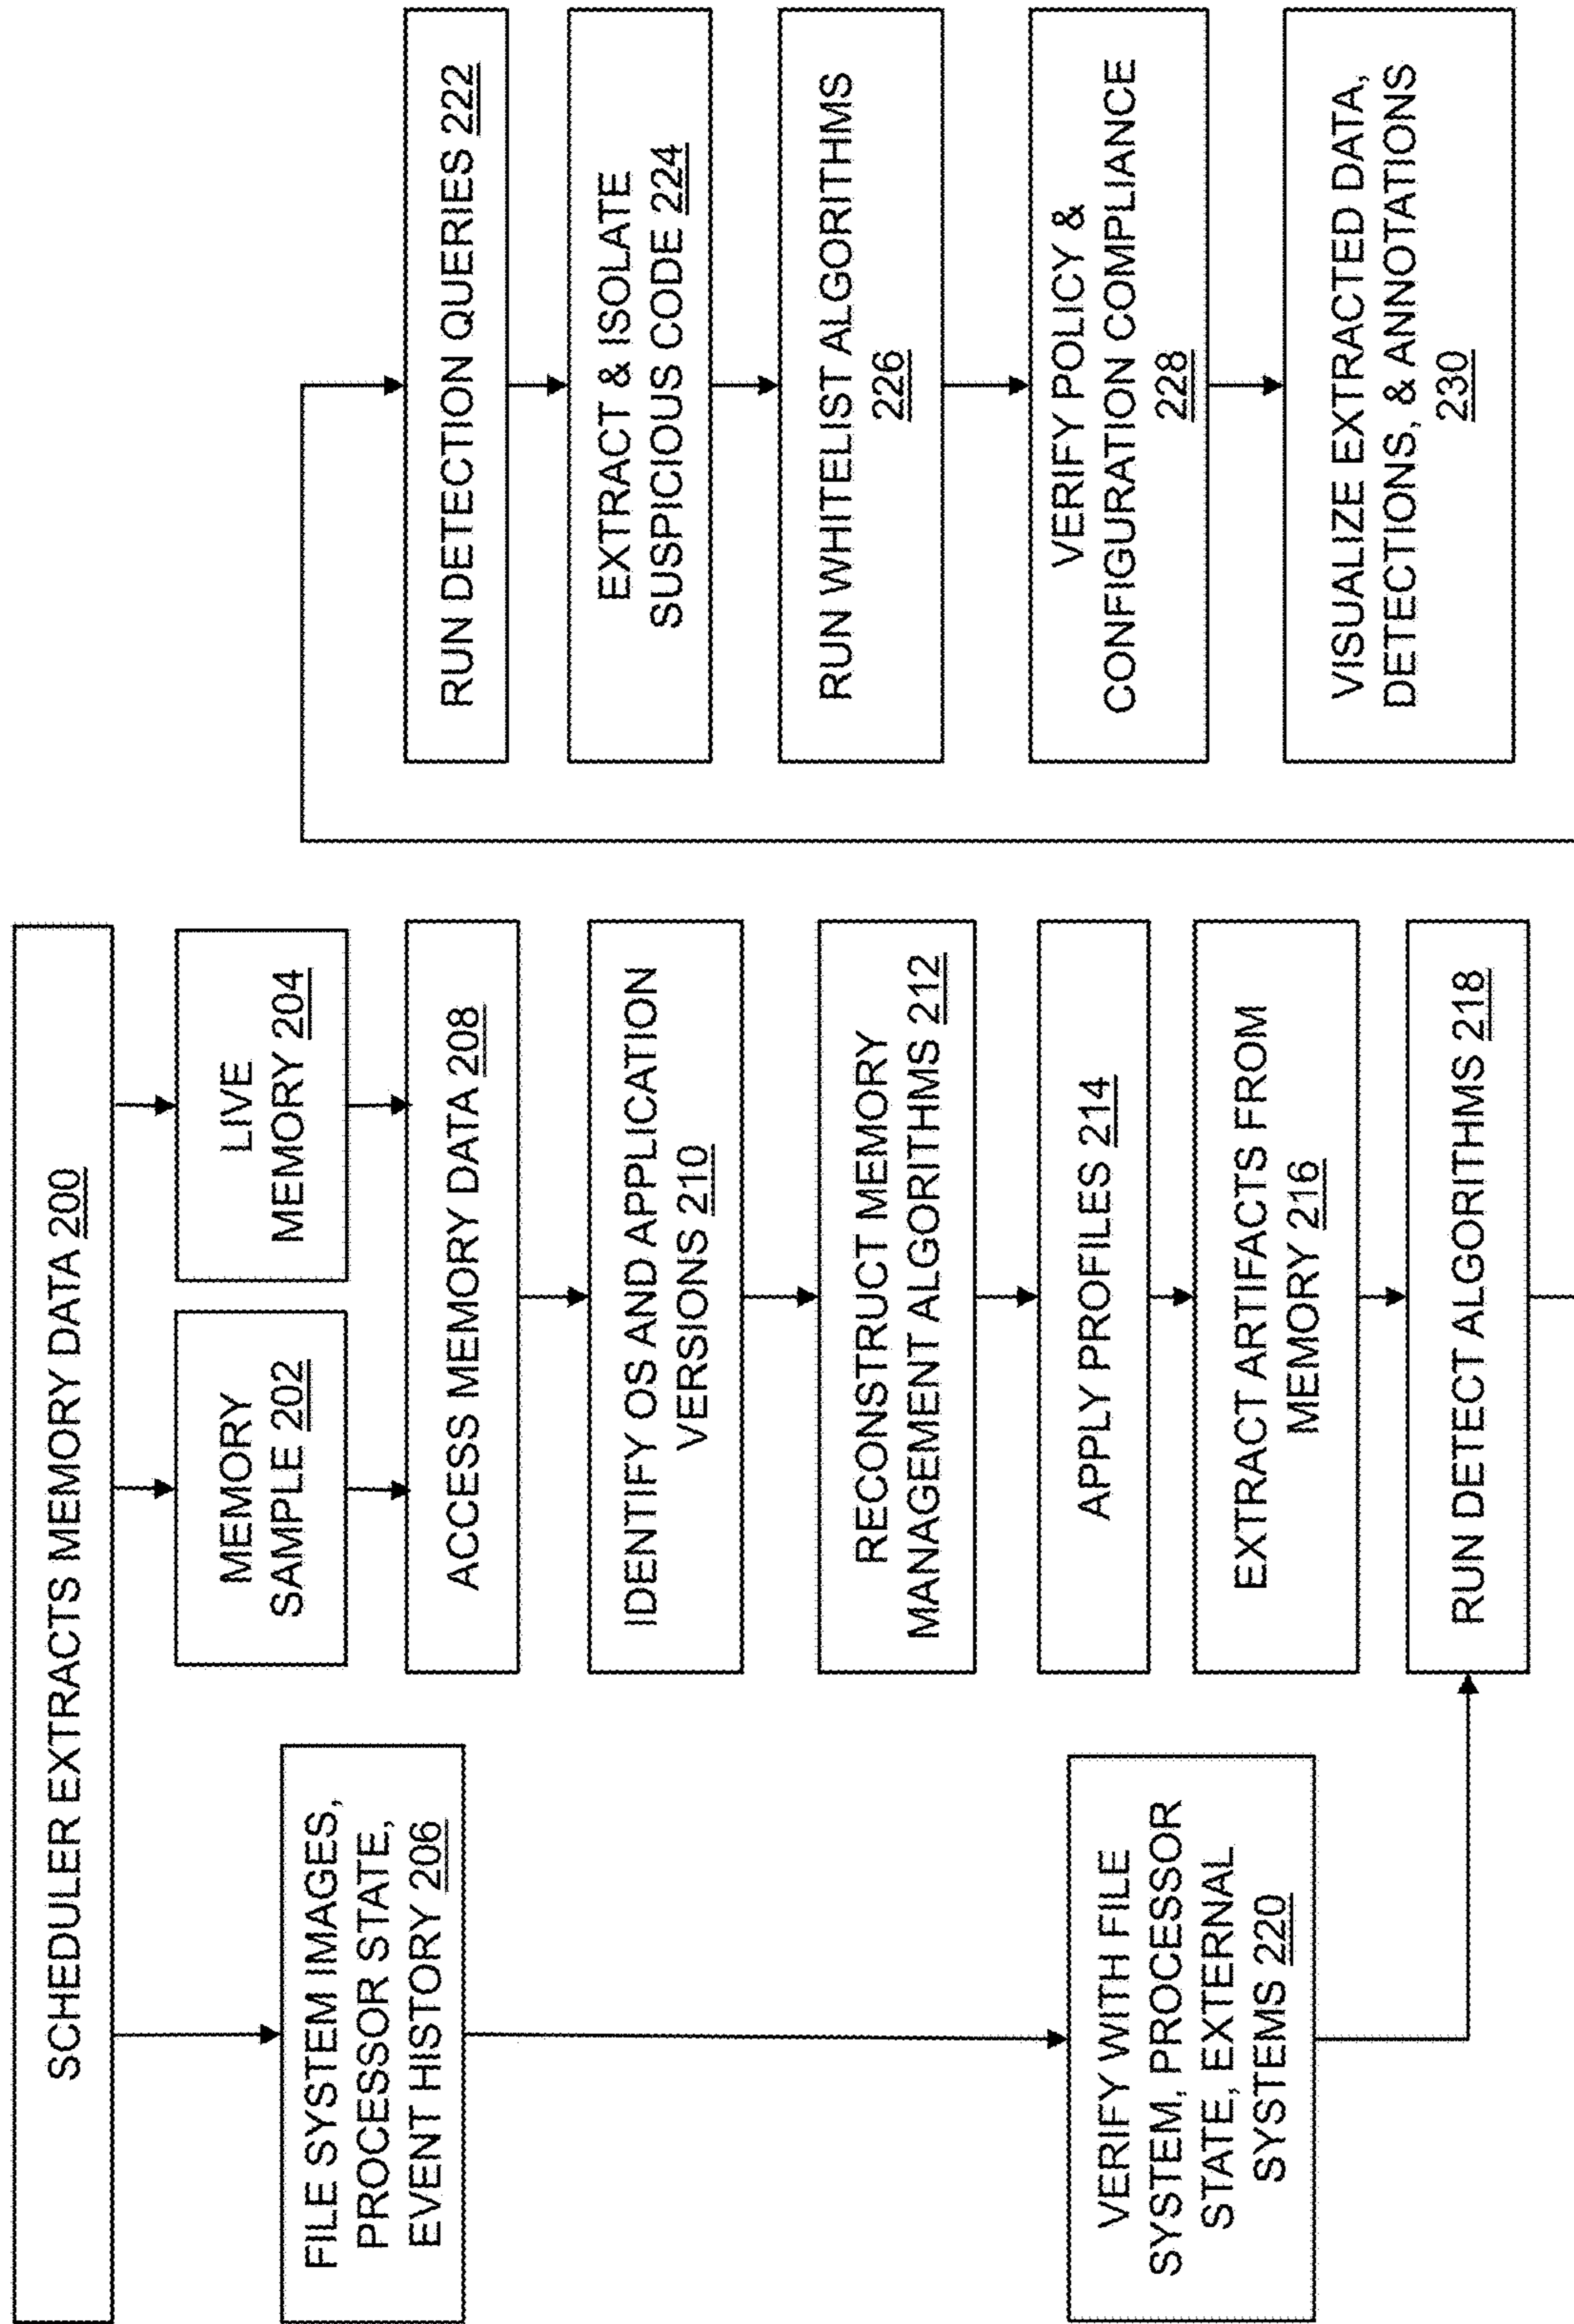 SCHEDULER EXTRACTS MEMORY DATA 200
FILE SYSTEM IMAGES,
PROCESSOR STATE,
EVENT HISTORY 206
MEMORY
SAMPLE 202
LIVE
MEMORY 204
ACCESS MEMORY DATA 208
IDENTIFY OS AND APPLICATION
VERSIONS 210
RECONSTRUCT MEMORY
MANAGEMENT ALGORITHMS 212
APPLY PROFILES 214
EXTRACT ARTIFACTS FROM
MEMORY 216
VERIFY WITH FILE
SYSTEM, PROCESSOR
STATE, EXTERNAL
SYSTEMS 220
RUN DETECT ALGORITHMS 218
RUN DETECTION QUERIES 222
EXTRACT & ISOLATE
SUSPICIOUS CODE 224
RUN WHITELIST ALGORITHMS
226
VERIFY POLICY &
CONFIGURATION COMPLIANCE
228
VISUALIZE EXTRACTED DATA,
DETECTIONS, & ANNOTATIONS
230